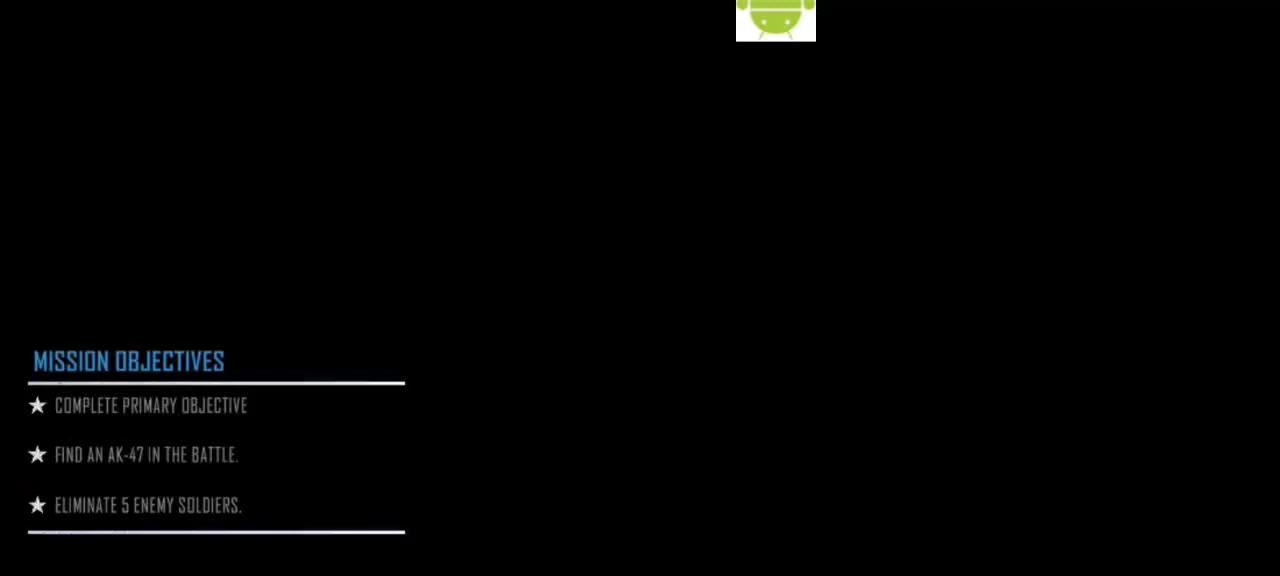 MISSION OBJECTIVES
COMPLETE PRIMARY OBJECTIVE
FIND AN AK-47 IN THE BATTLE.
ELIMINATE 5 ENEMY SOLDIERS.